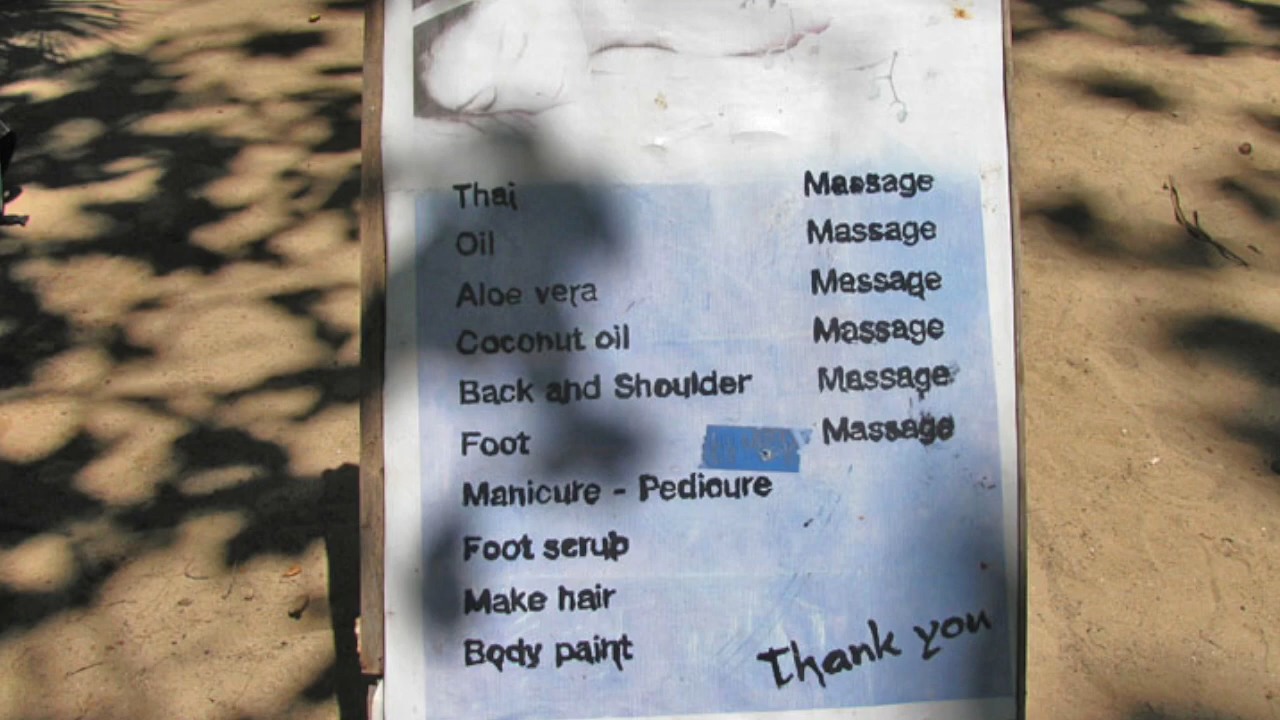 Thai Massage
Oil Massage
Aloe vera Massage
Coconut oil Massage
Back and Shoulder Massage
Foot Massage
Manicure - Pedicure
Foot scrub
Make hair
Body paint
Thank you